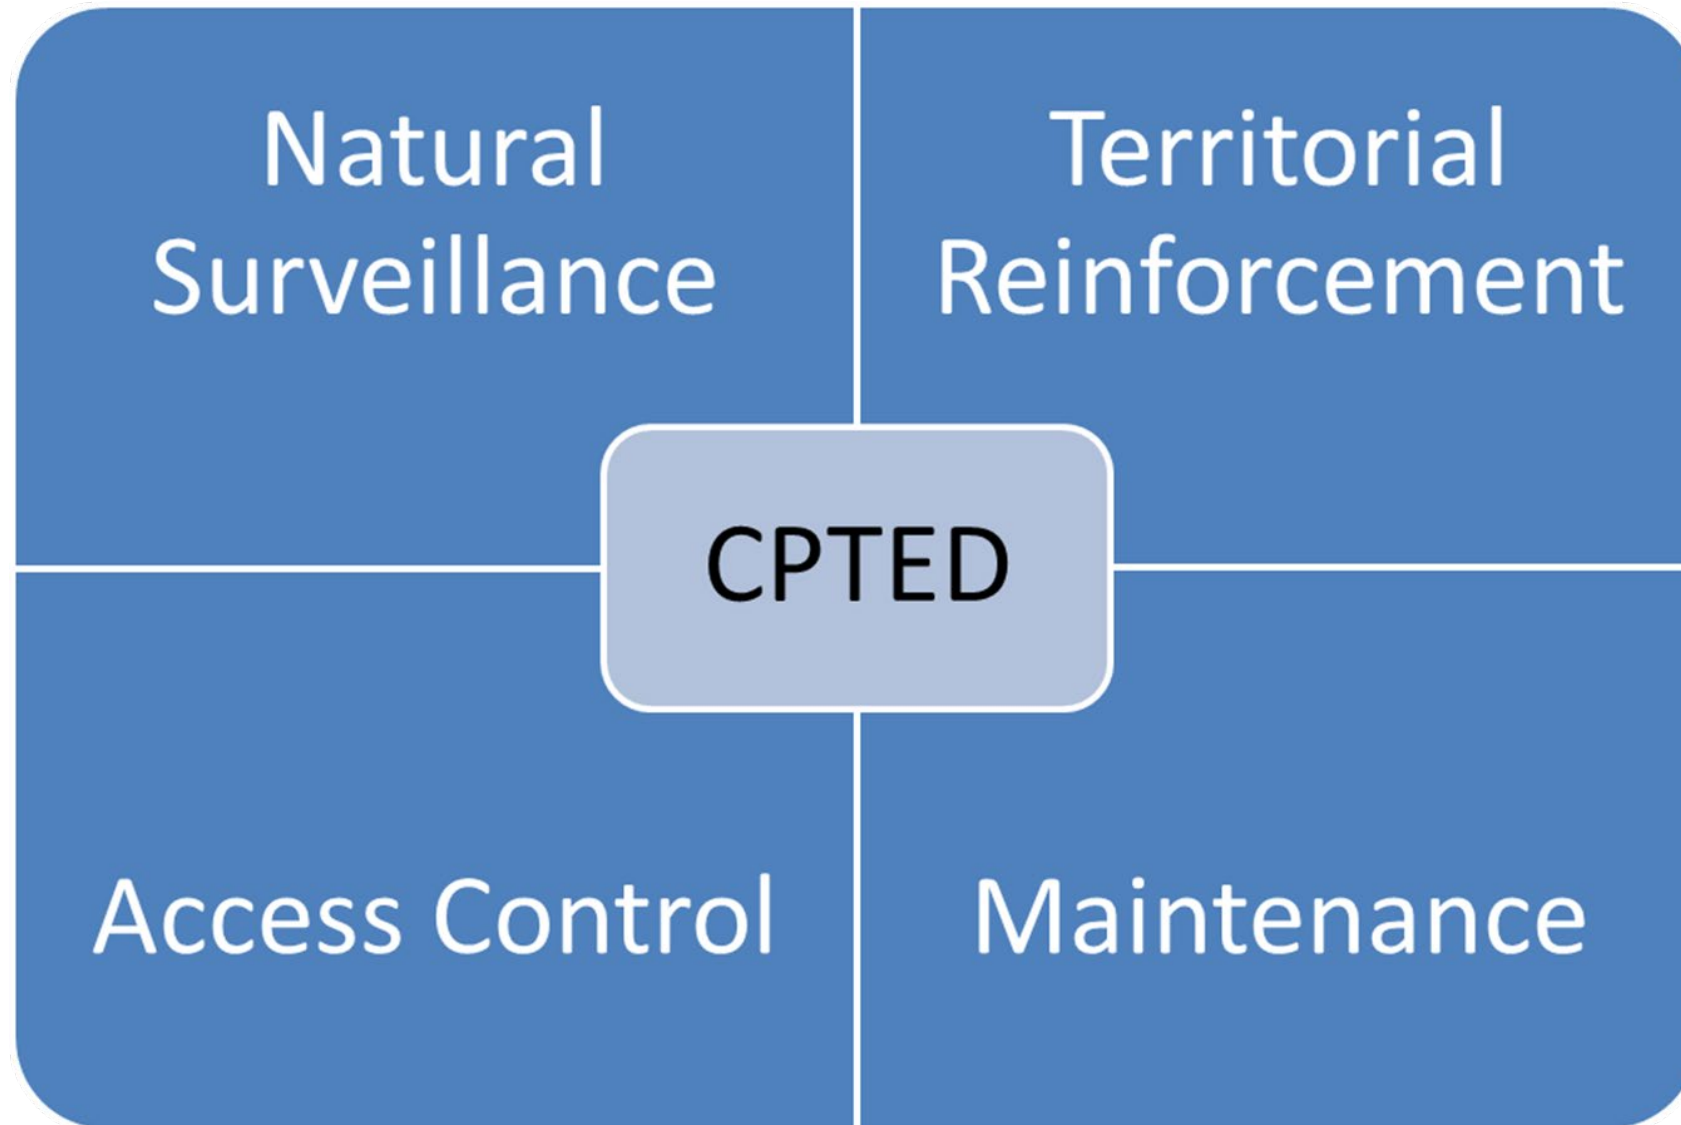 Natural
Surveillance
Territorial
Reinforcement
CPTED
Access Control
Maintenance